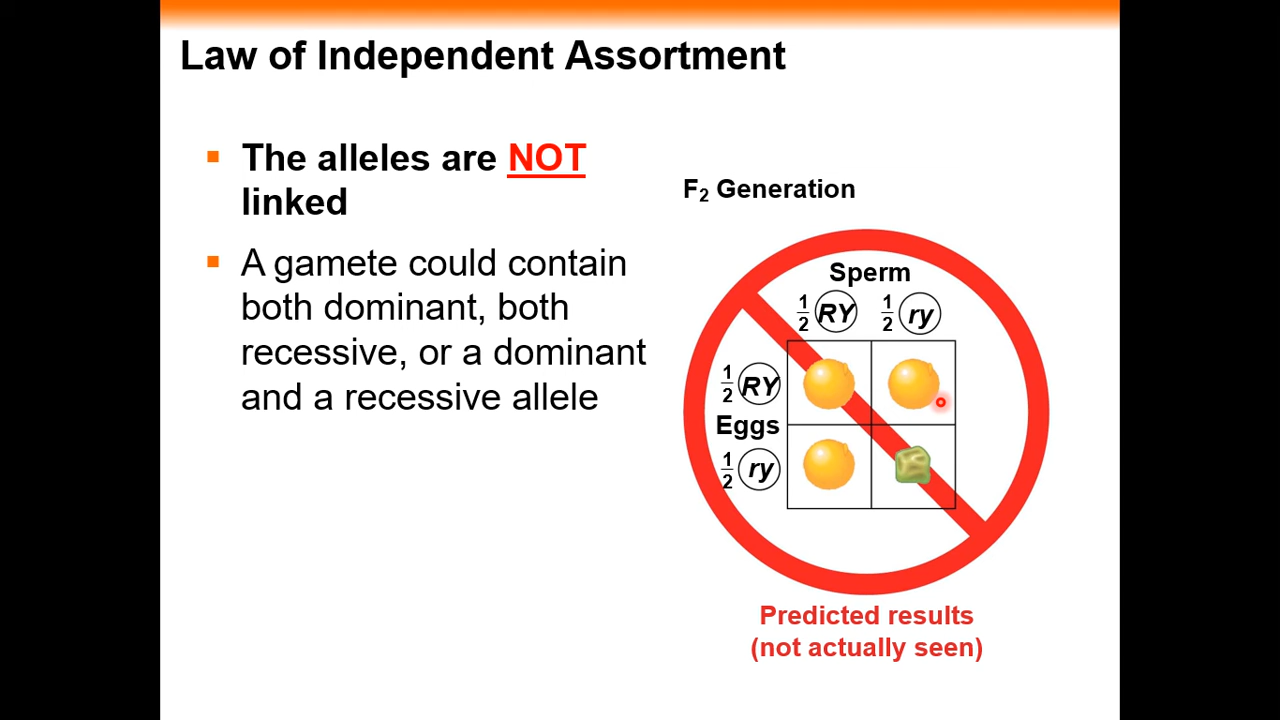 Law of Independent Assortment
The alleles are NOT
linked
A gamete could contain
both dominant, both
recessive, or a dominant
and a recessive allele
F₂ Generation
Sperm
1/2 RY 1/2 ry
1/2 RY
Eggs
1/2 ry
Predicted results
(not actually seen)